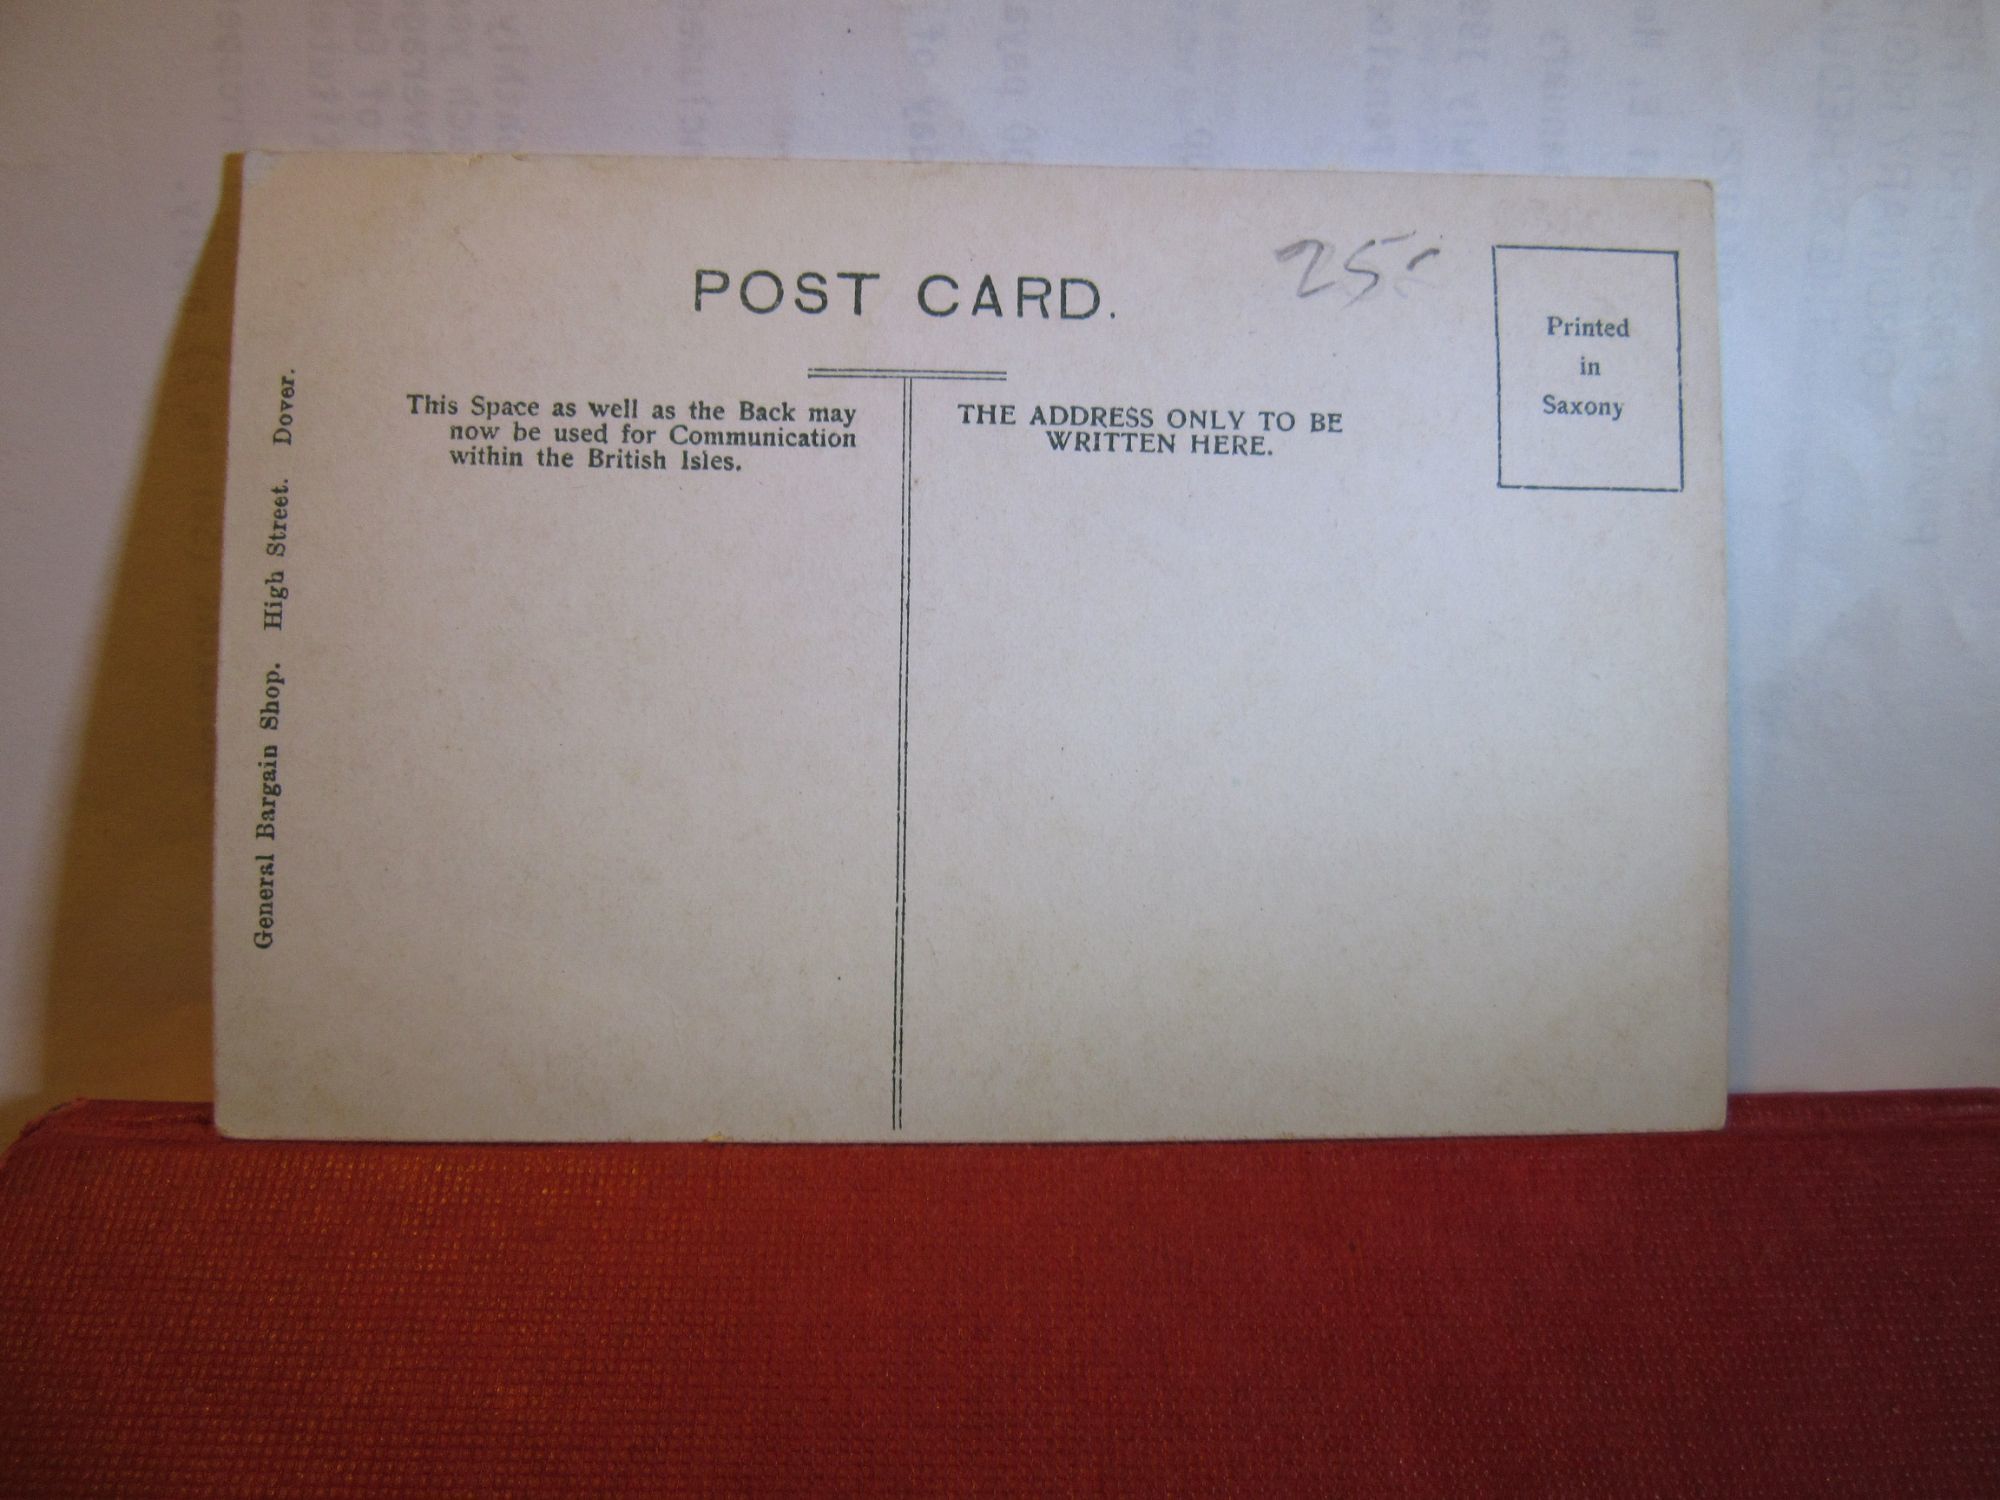 POST CARD.
25
Printed
in
Saxony
This Space as well as the Back may
now be used for Communication
within the British Isles.
THE ADDRESS ONLY TO BE
WRITTEN HERE.
General Bargain Shop. High Street. Dover.